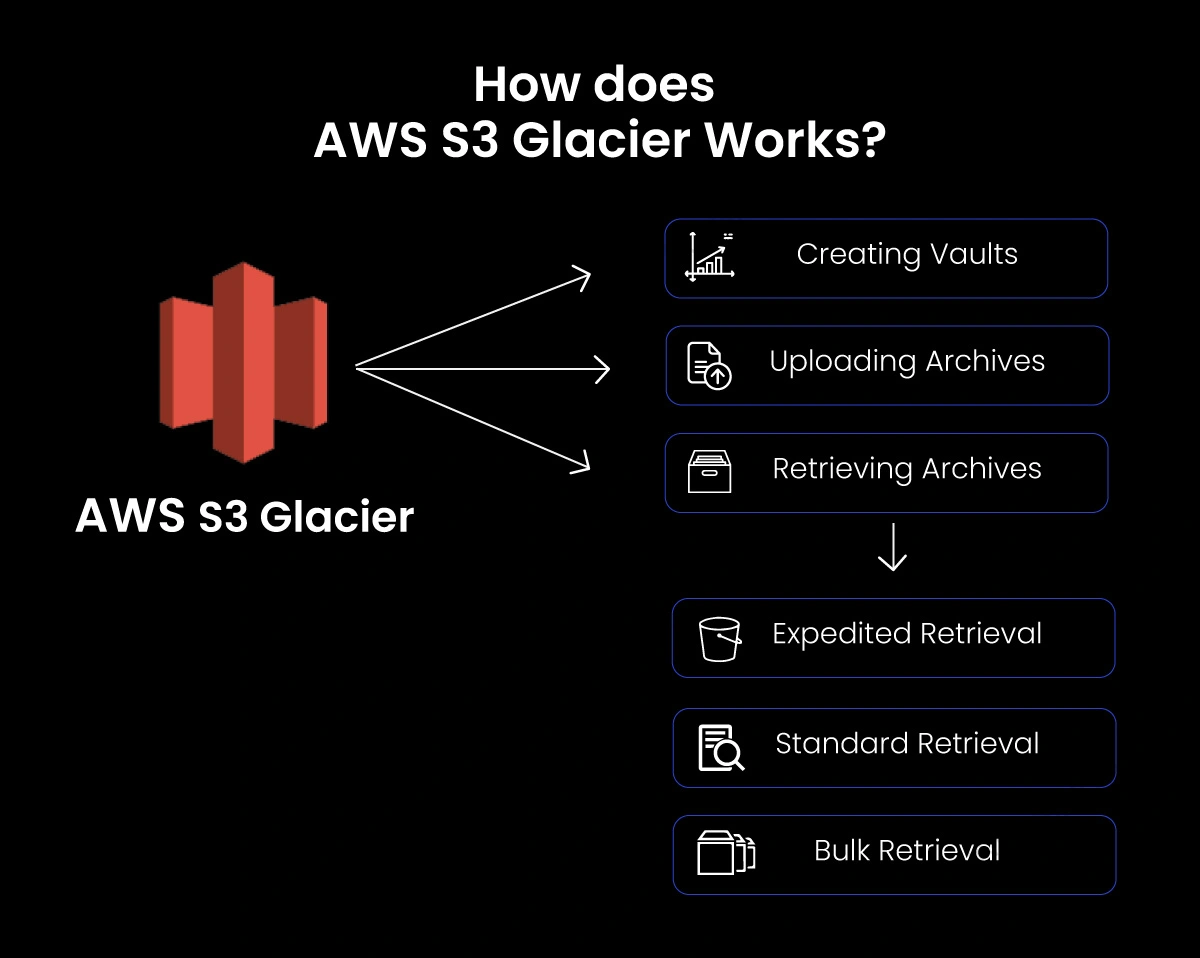 How does
AWS S3 Glacier Works?
Creating Vaults
Uploading Archives
Retrieving Archives
AWS S3 Glacier
Expedited Retrieval
Standard Retrieval
Bulk Retrieval